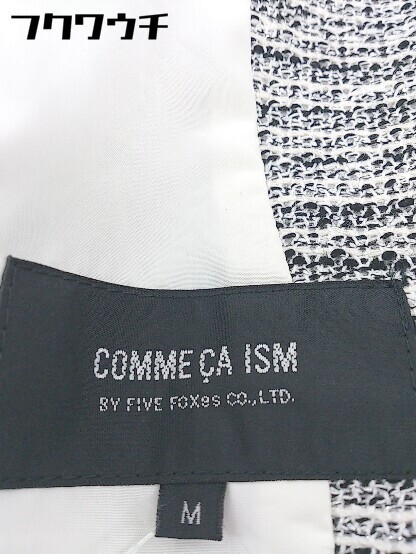 フクワウチ
COMME ÇA ISM
BY FIVE FOXes CO.,LTD.
M